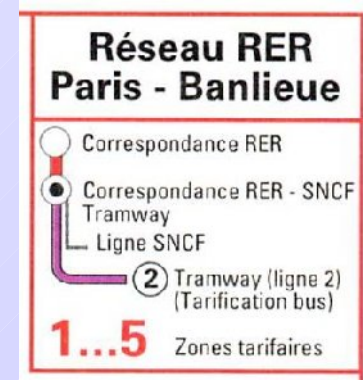 Réseau RER
Paris - Banlieue
Correspondance RER
Correspondance RER - SNCF
Tramway
Ligne SNCF
2 Tramway (ligne 2)
(Tarification bus)
1...5 Zones tarifaires